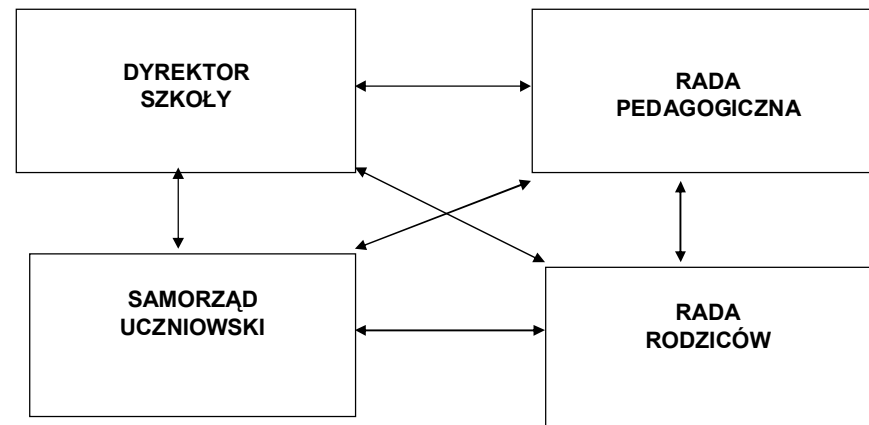 DYREKTOR
SZKOŁY
RADA
PEDAGOGICZNA
SAMORZĄD
UCZNIOWSKI
RADA
RODZICÓW